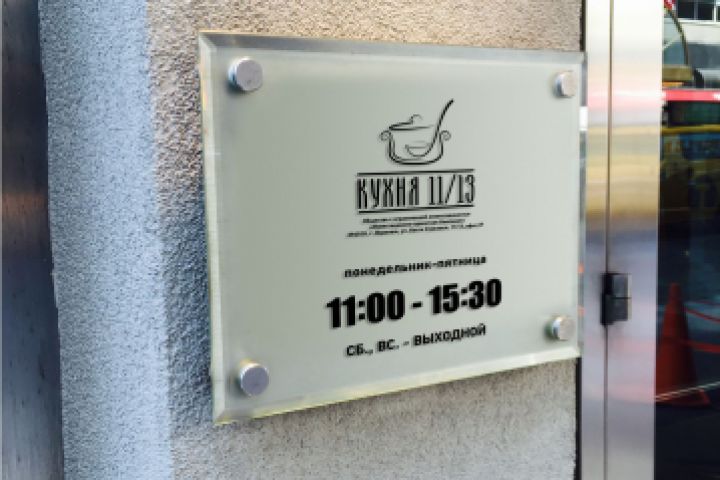 КУХНЯ 11/13
понедельник-пятница
11:00 - 15:30
СБ., ВС. - ВЫХОДНОЙ